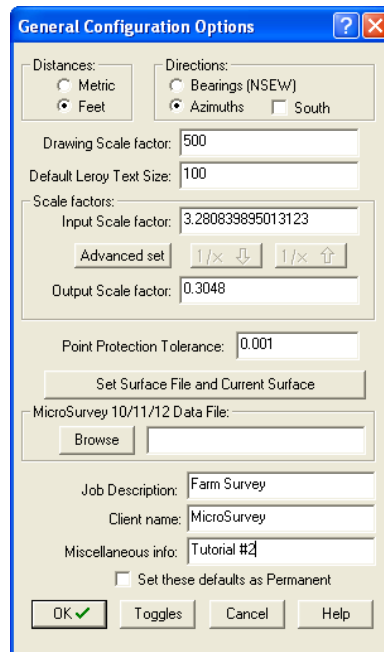 General Configuration Options
Distances:
Metric
Feet
Directions:
Bearings (NSEW)
Azimuths South
Drawing Scale factor: 500
Default Leroy Text Size: 100
Scale factors:
Input Scale factor: 3.280839895013123
Advanced set 1/x 1/x
Output Scale factor: 0.3048
Point Protection Tolerance: 0.001
Set Surface File and Current Surface
MicroSurvey 10/11/12 Data File:
Browse
Job Description: Farm Survey
Client name: MicroSurvey
Miscellaneous info: Tutorial #2
Set these defaults as Permanent
OK Toggles Cancel Help